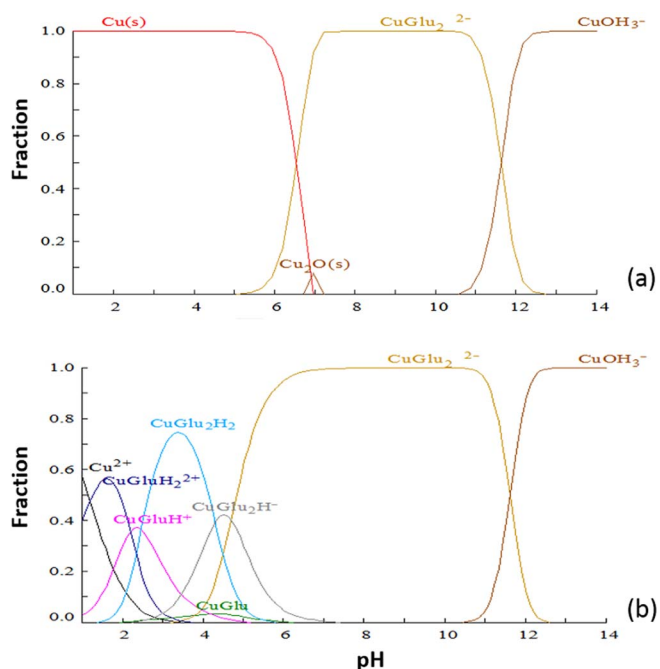 Cu(s) CuGlu₂ ²⁻ CuOH₃⁻
1.0
0.8
0.6
0.4
0.2
0.0
Fraction
Cu₂O(s)
2 4 6 8 10 12 14
(a)
CuGlu₂ ²⁻ CuOH₃⁻
1.0
0.8
0.6
0.4
0.2
0.0
Fraction
CuGlu₂H₂
Cu²⁺
CuGluH₂²⁺
CuGluH⁺
CuGlu₂H⁻
CuGlu
2 4 6 8 10 12 14
(b)
pH